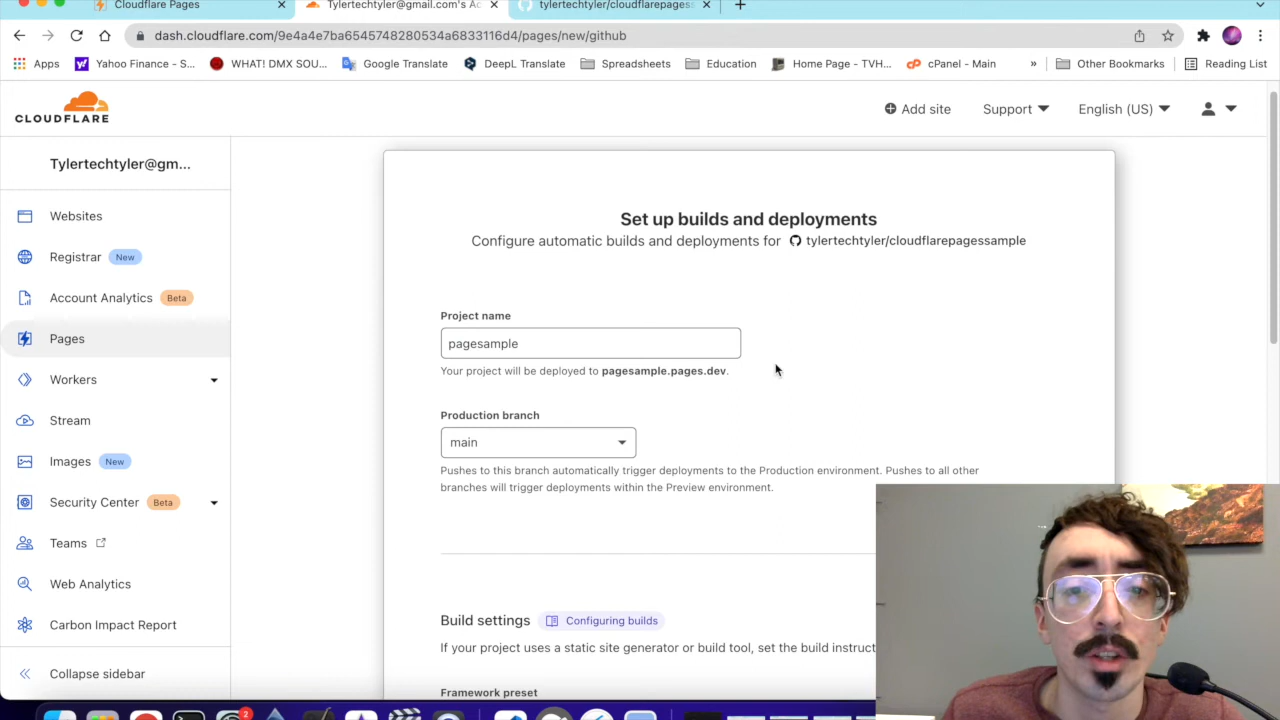 Cloudflare Pages
Tylertechtyler@gmail.com's Ac
tylertechtyler/cloudflarepagess
dash.cloudflare.com/9e4a4e7ba6545748280534a6833116d4/pages/new/github
Apps
Yahoo Finance - S...
WHAT! DMX SOU...
Google Translate
DeepL Translate
Spreadsheets
Education
Home Page - TVH...
cPanel - Main
»
Other Bookmarks
Reading List
CLOUDFLARE
Add site
Support
English (US)
Tylertechtyler@gm...
Websites
Registrar New
Account Analytics Beta
Pages
Workers
Stream
Images New
Security Center Beta
Teams
Web Analytics
Carbon Impact Report
Collapse sidebar
Set up builds and deployments
Configure automatic builds and deployments for tylertechtyler/cloudflarepagessample
Project name
pagesample
Your project will be deployed to pagesample.pages.dev.
Production branch
main
Pushes to this branch automatically trigger deployments to the Production environment. Pushes to all other
branches will trigger deployments within the Preview environment.
Build settings Configuring builds
If your project uses a static site generator or build tool, set the build instruct
Framework preset
2